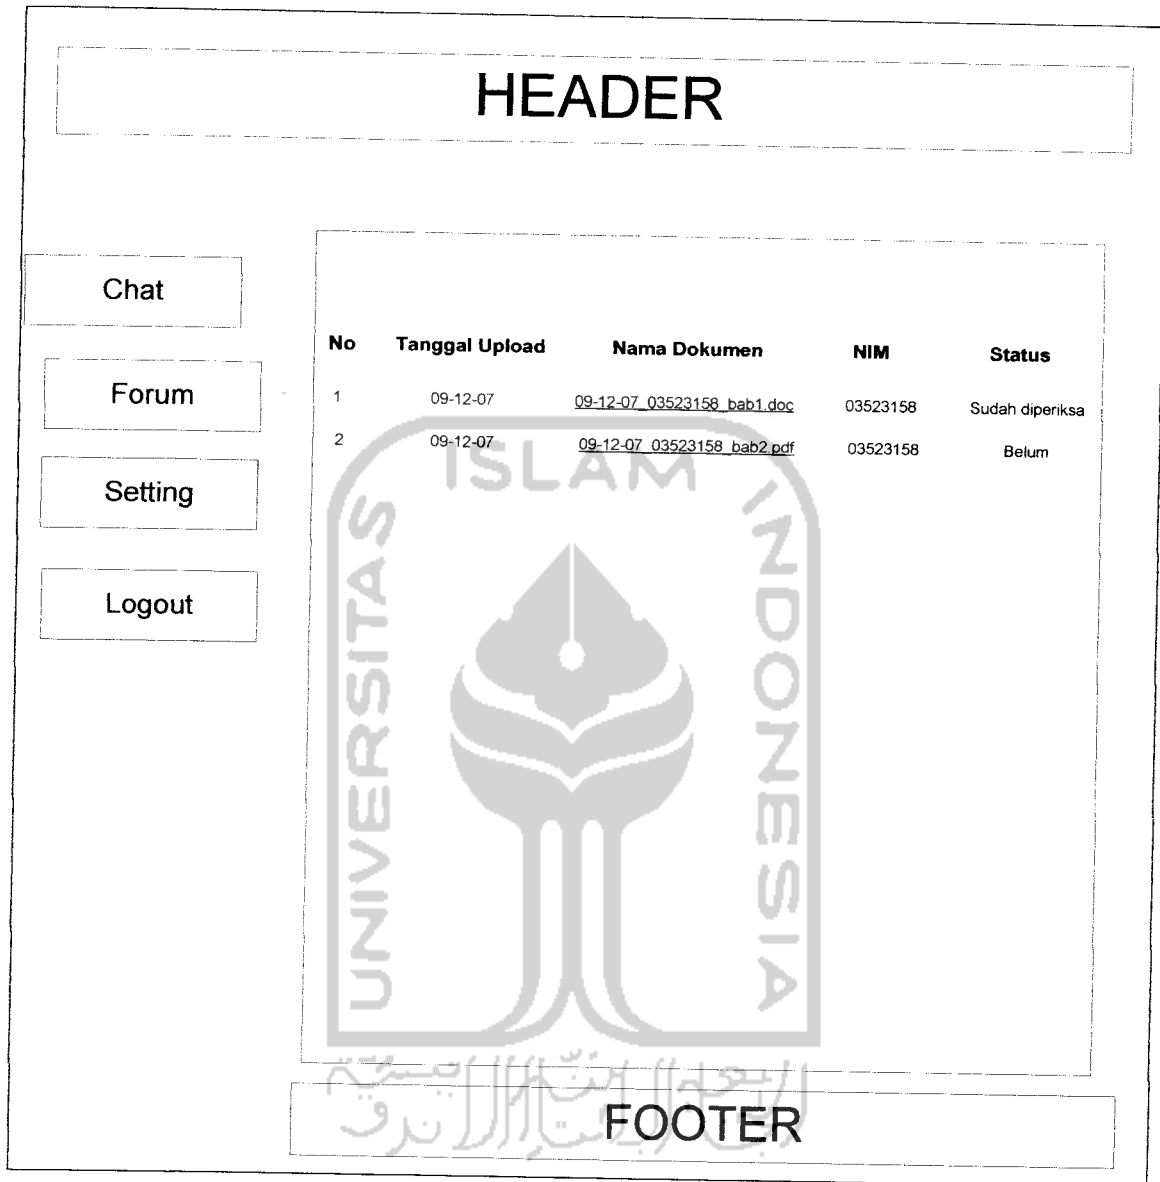 HEADER
Chat
Forum
Setting
Logout
No Tanggal Upload Nama Dokumen NIM Status
1 09-12-07 09-12-07_03523158_bab1.doc 03523158 Sudah diperiksa
2 09-12-07 09-12-07_03523158_bab2.pdf 03523158 Belum
UNIVERSITAS
ISLAM
INDONESIA
FOOTER